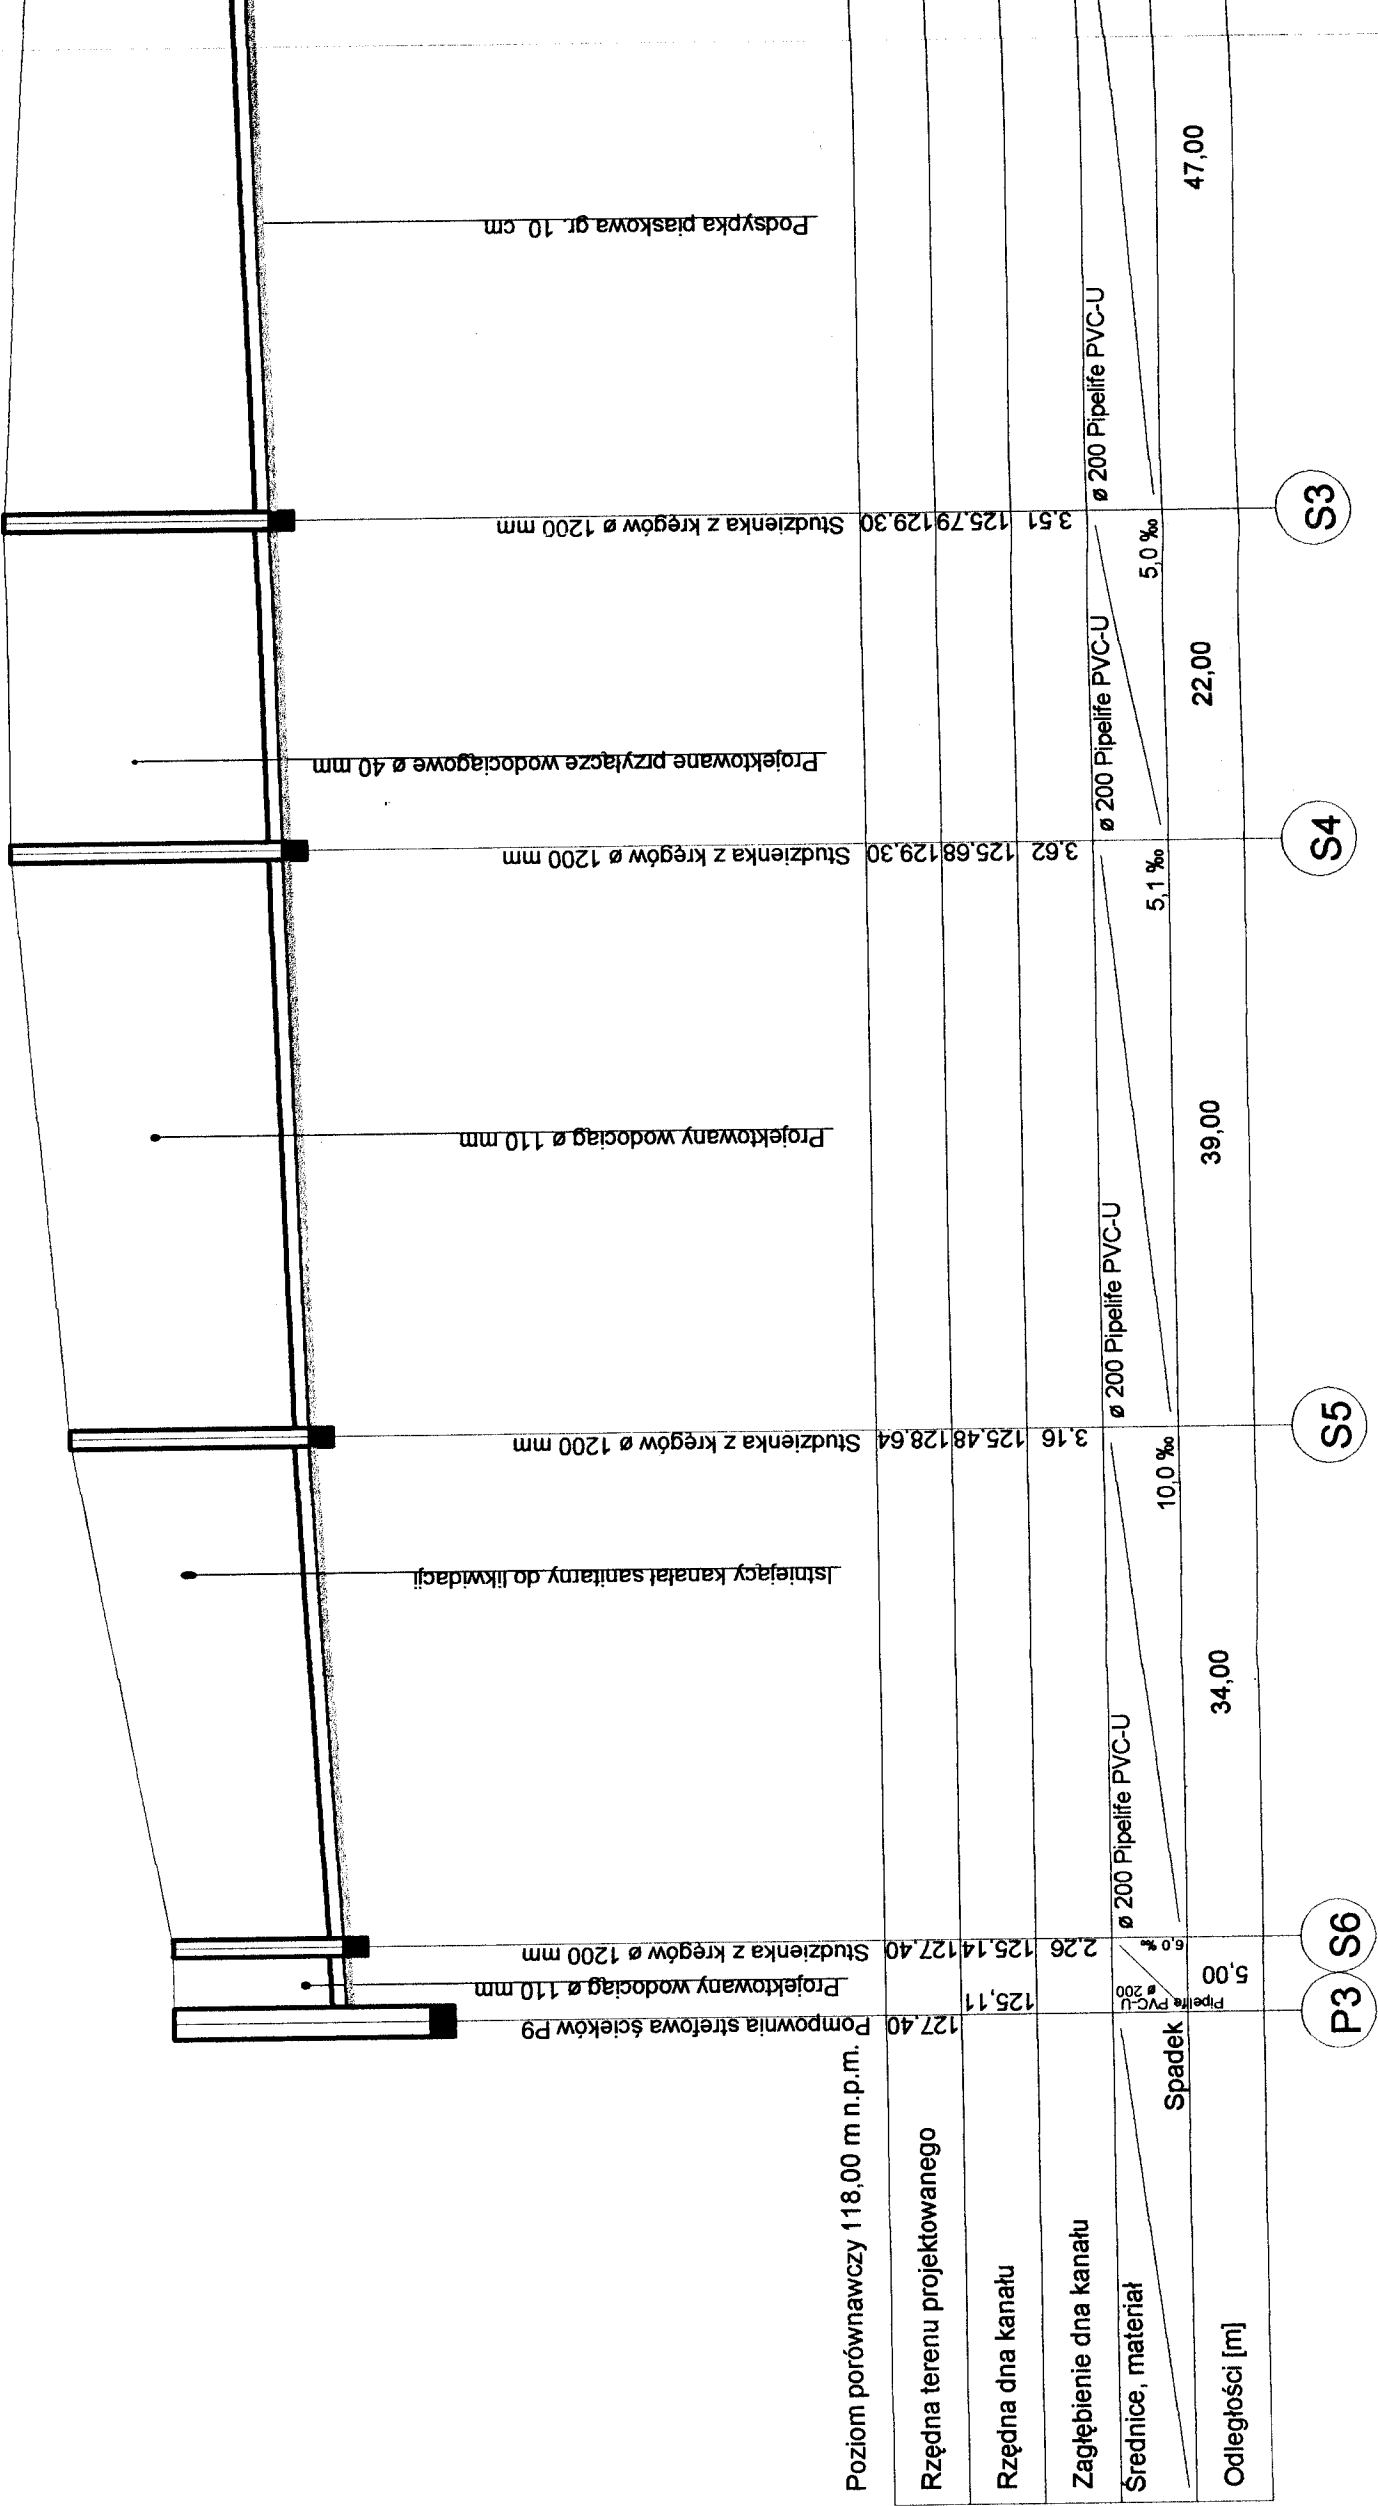 Podsypka piaskowa gr. 10 cm
Studzienka z kręgów ø 1200 mm
Projektowane przyłącze wodociągowe ø 40 mm
Studzienka z kręgów ø 1200 mm
Projektowany wodociąg ø 110 mm
Studzienka z kręgów ø 1200 mm
Istniejący kanałał sanitarny do likwidacji
Studzienka z kręgów ø 1200 mm
Projektowany wodociąg ø 110 mm
Pompownia strefowa ścieków P9
Poziom porównawczy 118,00 m n.p.m.
Rzędna terenu projektowanego
127.40
127.40
128.64
129.30
129.30
Rzędna dna kanału
125,11
125.14
125.48
125.68
125.79
Zagłębienie dna kanału
2.26
3.16
3.62
3.51
Średnice, materiał
Spadek
Pipelife PVC-U
ø 200
6,0 ‰
ø 200 Pipelife PVC-U
10,0 ‰
ø 200 Pipelife PVC-U
5,1 ‰
ø 200 Pipelife PVC-U
5,0 ‰
ø 200 Pipelife PVC-U
Odległości [m]
5,00
34,00
39,00
22,00
47,00
P3
S6
S5
S4
S3